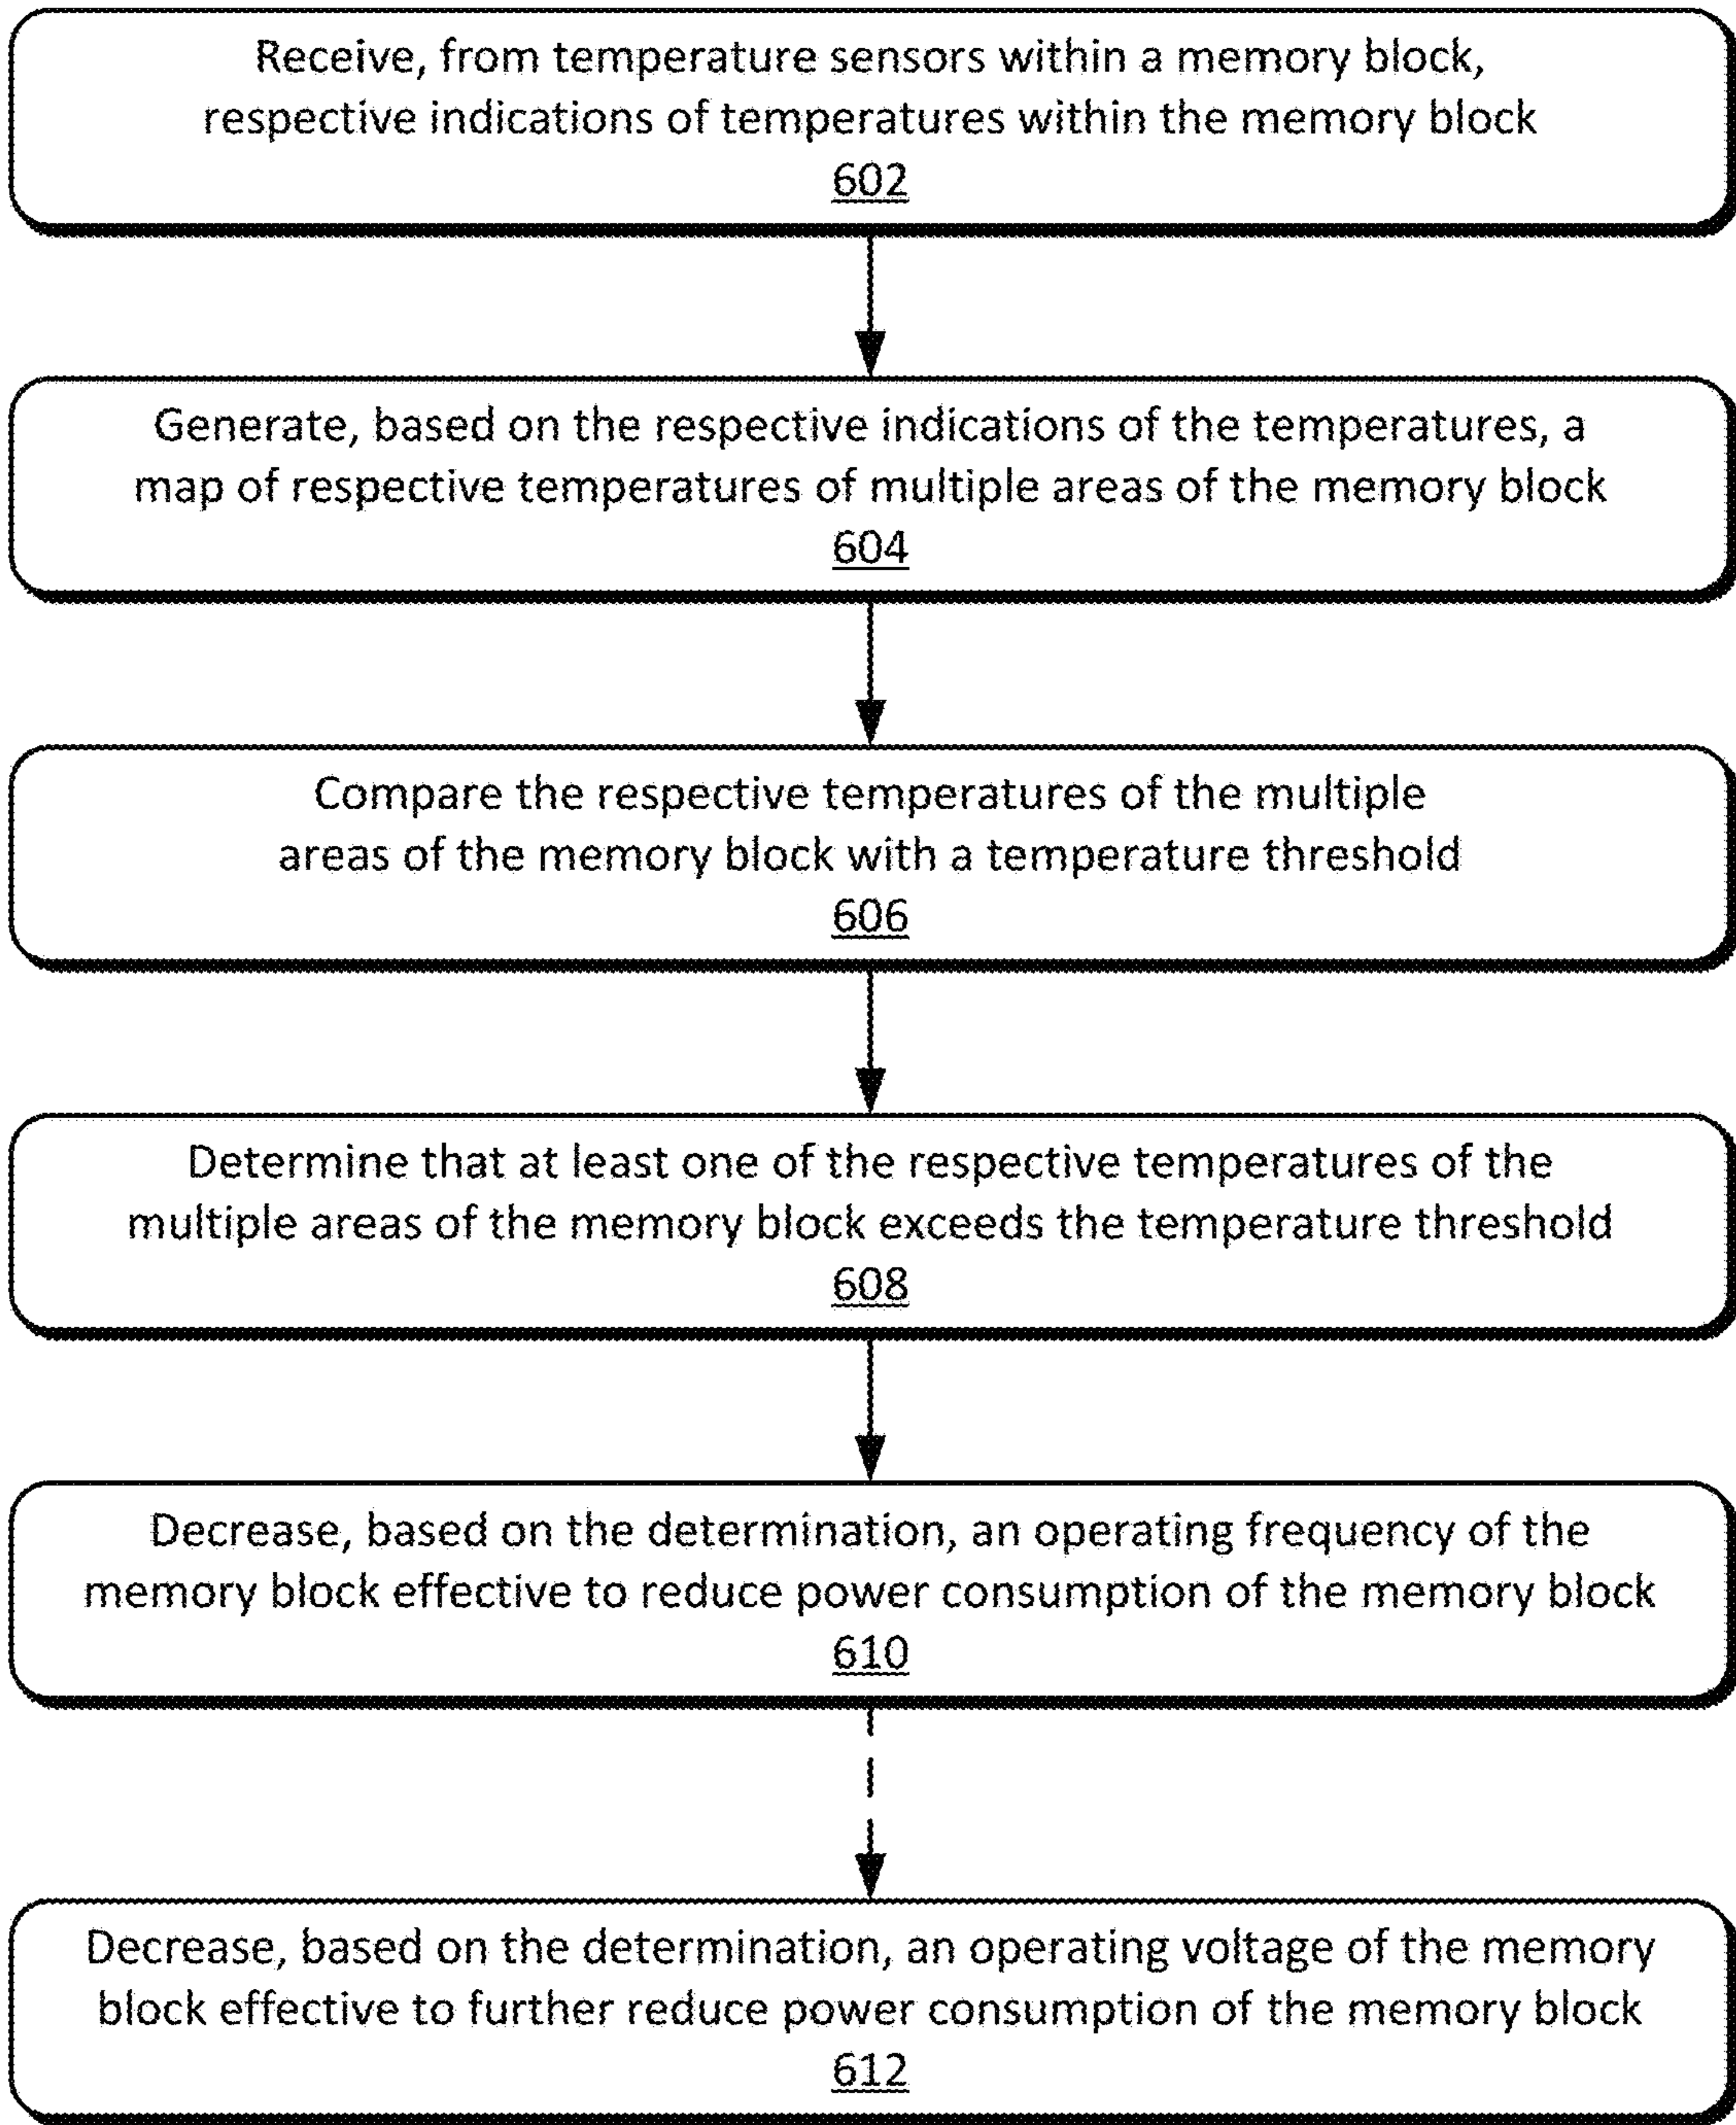 Receive, from temperature sensors within a memory block,
respective indications of temperatures within the memory block
602
Generate, based on the respective indications of the temperatures, a
map of respective temperatures of multiple areas of the memory block
604
Compare the respective temperatures of the multiple
areas of the memory block with a temperature threshold
606
Determine that at least one of the respective temperatures of the
multiple areas of the memory block exceeds the temperature threshold
608
Decrease, based on the determination, an operating frequency of the
memory block effective to reduce power consumption of the memory block
610
Decrease, based on the determination, an operating voltage of the memory
block effective to further reduce power consumption of the memory block
612